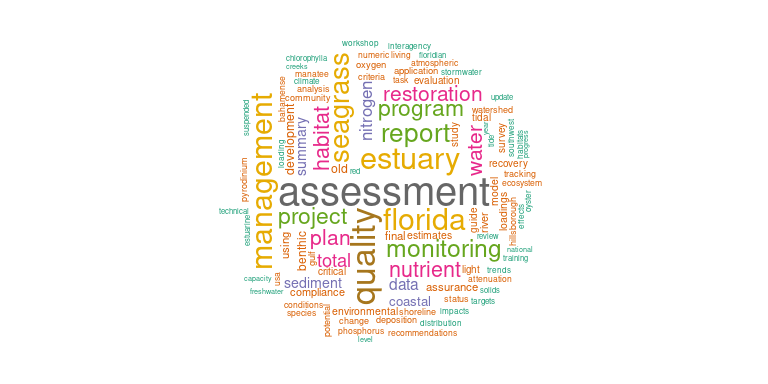 workshop
interagency
chlorophylla
numeric living
floridian
creeks
oxygen
atmospheric
manatee
criteria
application
stormwater
climate
task
evaluation
analysis
seagrass
restoration
update
community
nitrogen
program
watershed
bahamense
habitat
tidal
suspended
management
development
summary
report
study
water
year
survey
southwest
tide
habitats
progress
loading
old
red
estuary
recovery
pyrodinium
tracking
model
ecosystem
assessment
technical
project
quality
florida
guide
river
loadings
effects
oyster
hillsborough
estuarine
using
benthic
plan
final
estimates
review
gulf
total
monitoring
national
training
critical
nutrient
light
trends
usa
attenuation
capacity
sediment
data
assurance
solids
freshwater
compliance
coastal
status
targets
conditions
environmental
shoreline
impacts
species
potential
change
deposition
distribution
phosphorus
recommendations
level